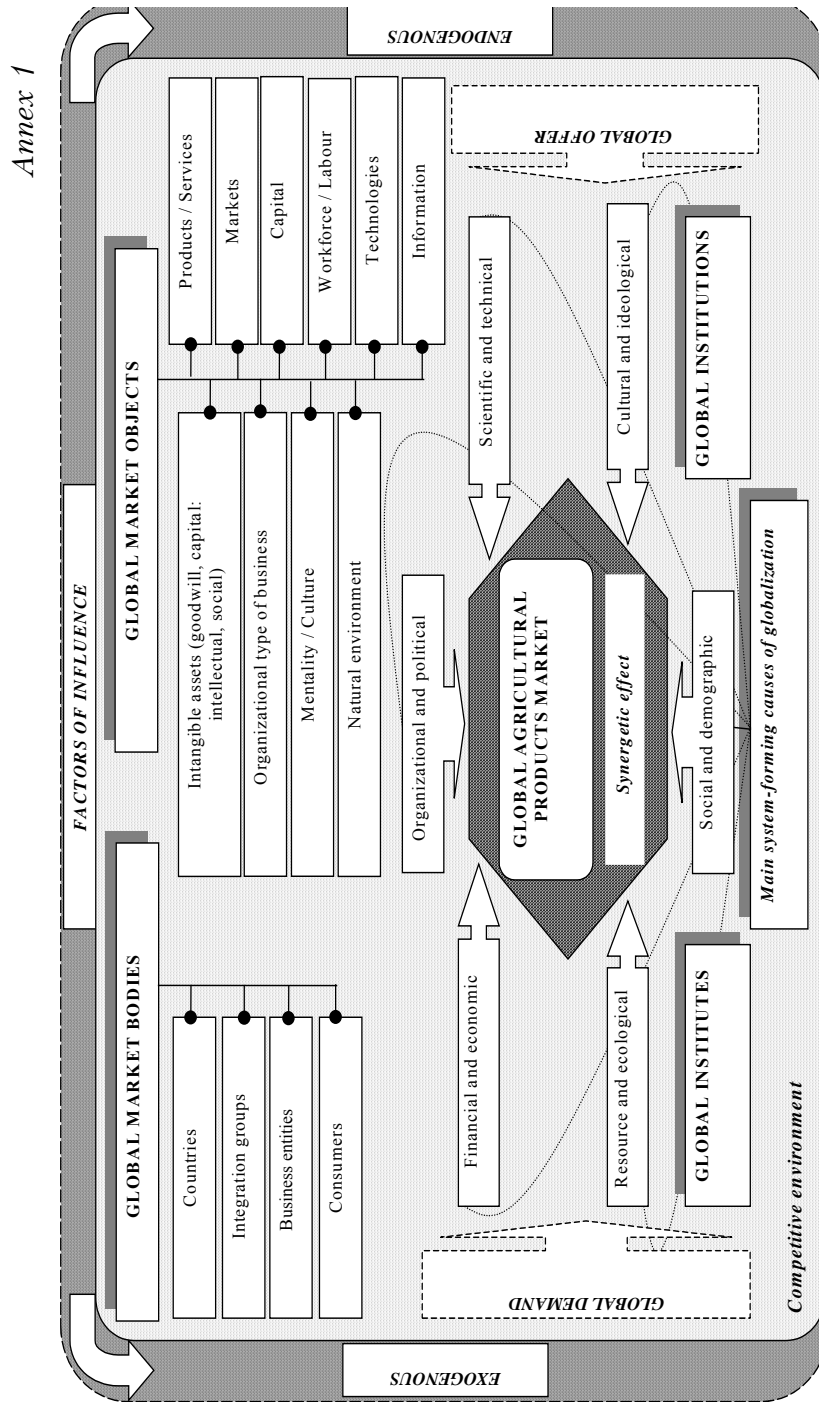 Annex 1
FACTORS OF INFLUENCE
EXOGENOUS
ENDOGENOUS
GLOBAL MARKET BODIES
Countries
Integration groups
Business entities
Consumers
GLOBAL MARKET OBJECTS
Intangible assets (goodwill, capital:
intellectual, social)
Organizational type of business
Mentality / Culture
Natural environment
Products / Services
Markets
Capital
Workforce / Labour
Technologies
Information
GLOBAL DEMAND
GLOBAL OFFER
Financial and economic
Organizational and political
Scientific and technical
GLOBAL AGRICULTURAL
PRODUCTS MARKET
Synergetic effect
Resource and ecological
Social and demographic
Cultural and ideological
GLOBAL INSTITUTES
GLOBAL INSTITUTIONS
Main system-forming causes of globalization
Competitive environment